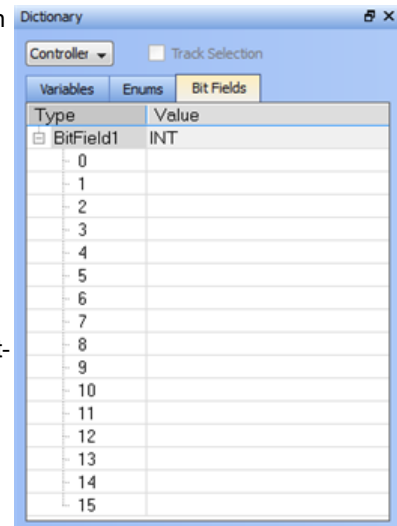 Dictionary
Controller
Track Selection
Variables Enums Bit Fields
Type Value
BitField1 INT
0
1
2
3
4
5
6
7
8
9
10
11
12
13
14
15